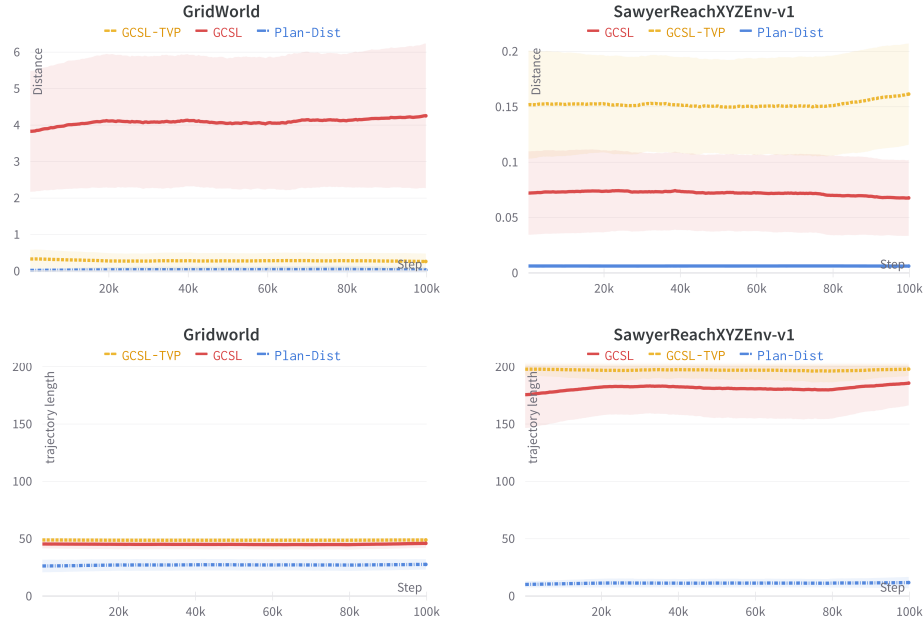 GridWorld
GCSL-TVP GCSL Plan-Dist
Distance
6
5
4
3
2
1
0
Step
20k 40k 60k 80k 100k
SawyerReachXYZEnv-v1
GCSL GCSL-TVP Plan-Dist
Distance
0.2
0.15
0.1
0.05
0
Step
20k 40k 60k 80k 100k
Gridworld
GCSL-TVP GCSL Plan-Dist
trajectory length
200
150
100
50
0
Step
20k 40k 60k 80k 100k
SawyerReachXYZEnv-v1
GCSL GCSL-TVP Plan-Dist
trajectory length
200
150
100
50
0
Step
20k 40k 60k 80k 100k